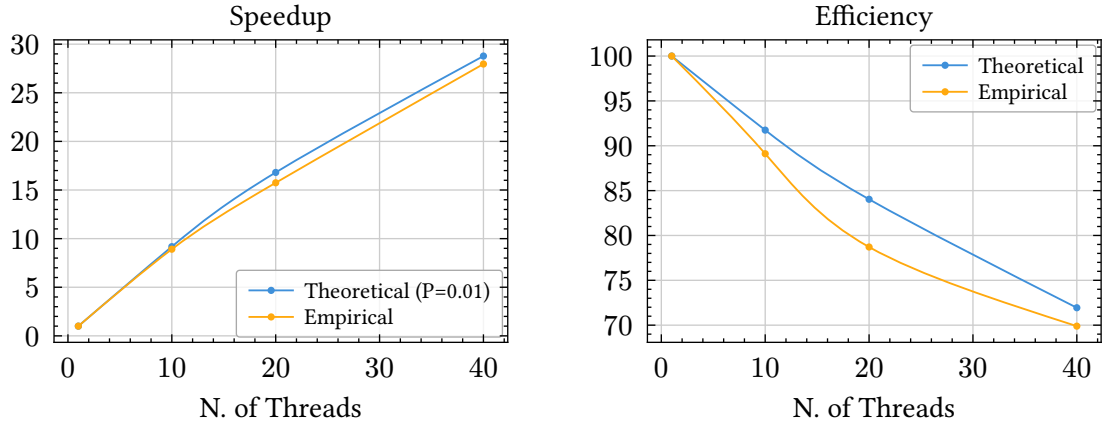 Speedup
30
25
20
15
10
5
0
Theoretical (P=0.01)
Empirical
0 10 20 30 40
N. of Threads
Efficiency
100
95
90
85
80
75
70
Theoretical
Empirical
0 10 20 30 40
N. of Threads